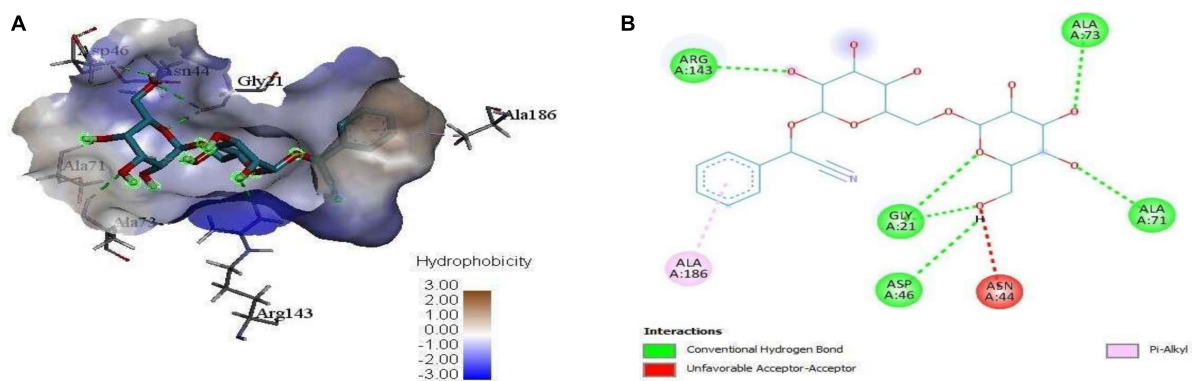 A
Asp46
Asn44
Gly21
Ala186
Ala71
Ala73
Arg143
Hydrophobicity
3.00
2.00
1.00
0.00
-1.00
-2.00
-3.00
B
ALA
A:73
ARG
A:143
N
GLY
A:21
H
ALA
A:71
ALA
A:186
ASP
A:46
ASN
A:44
Interactions
Conventional Hydrogen Bond
Unfavorable Acceptor-Acceptor
Pi-Alkyl
O
O
O
O
O
O
O
O
O
O
O